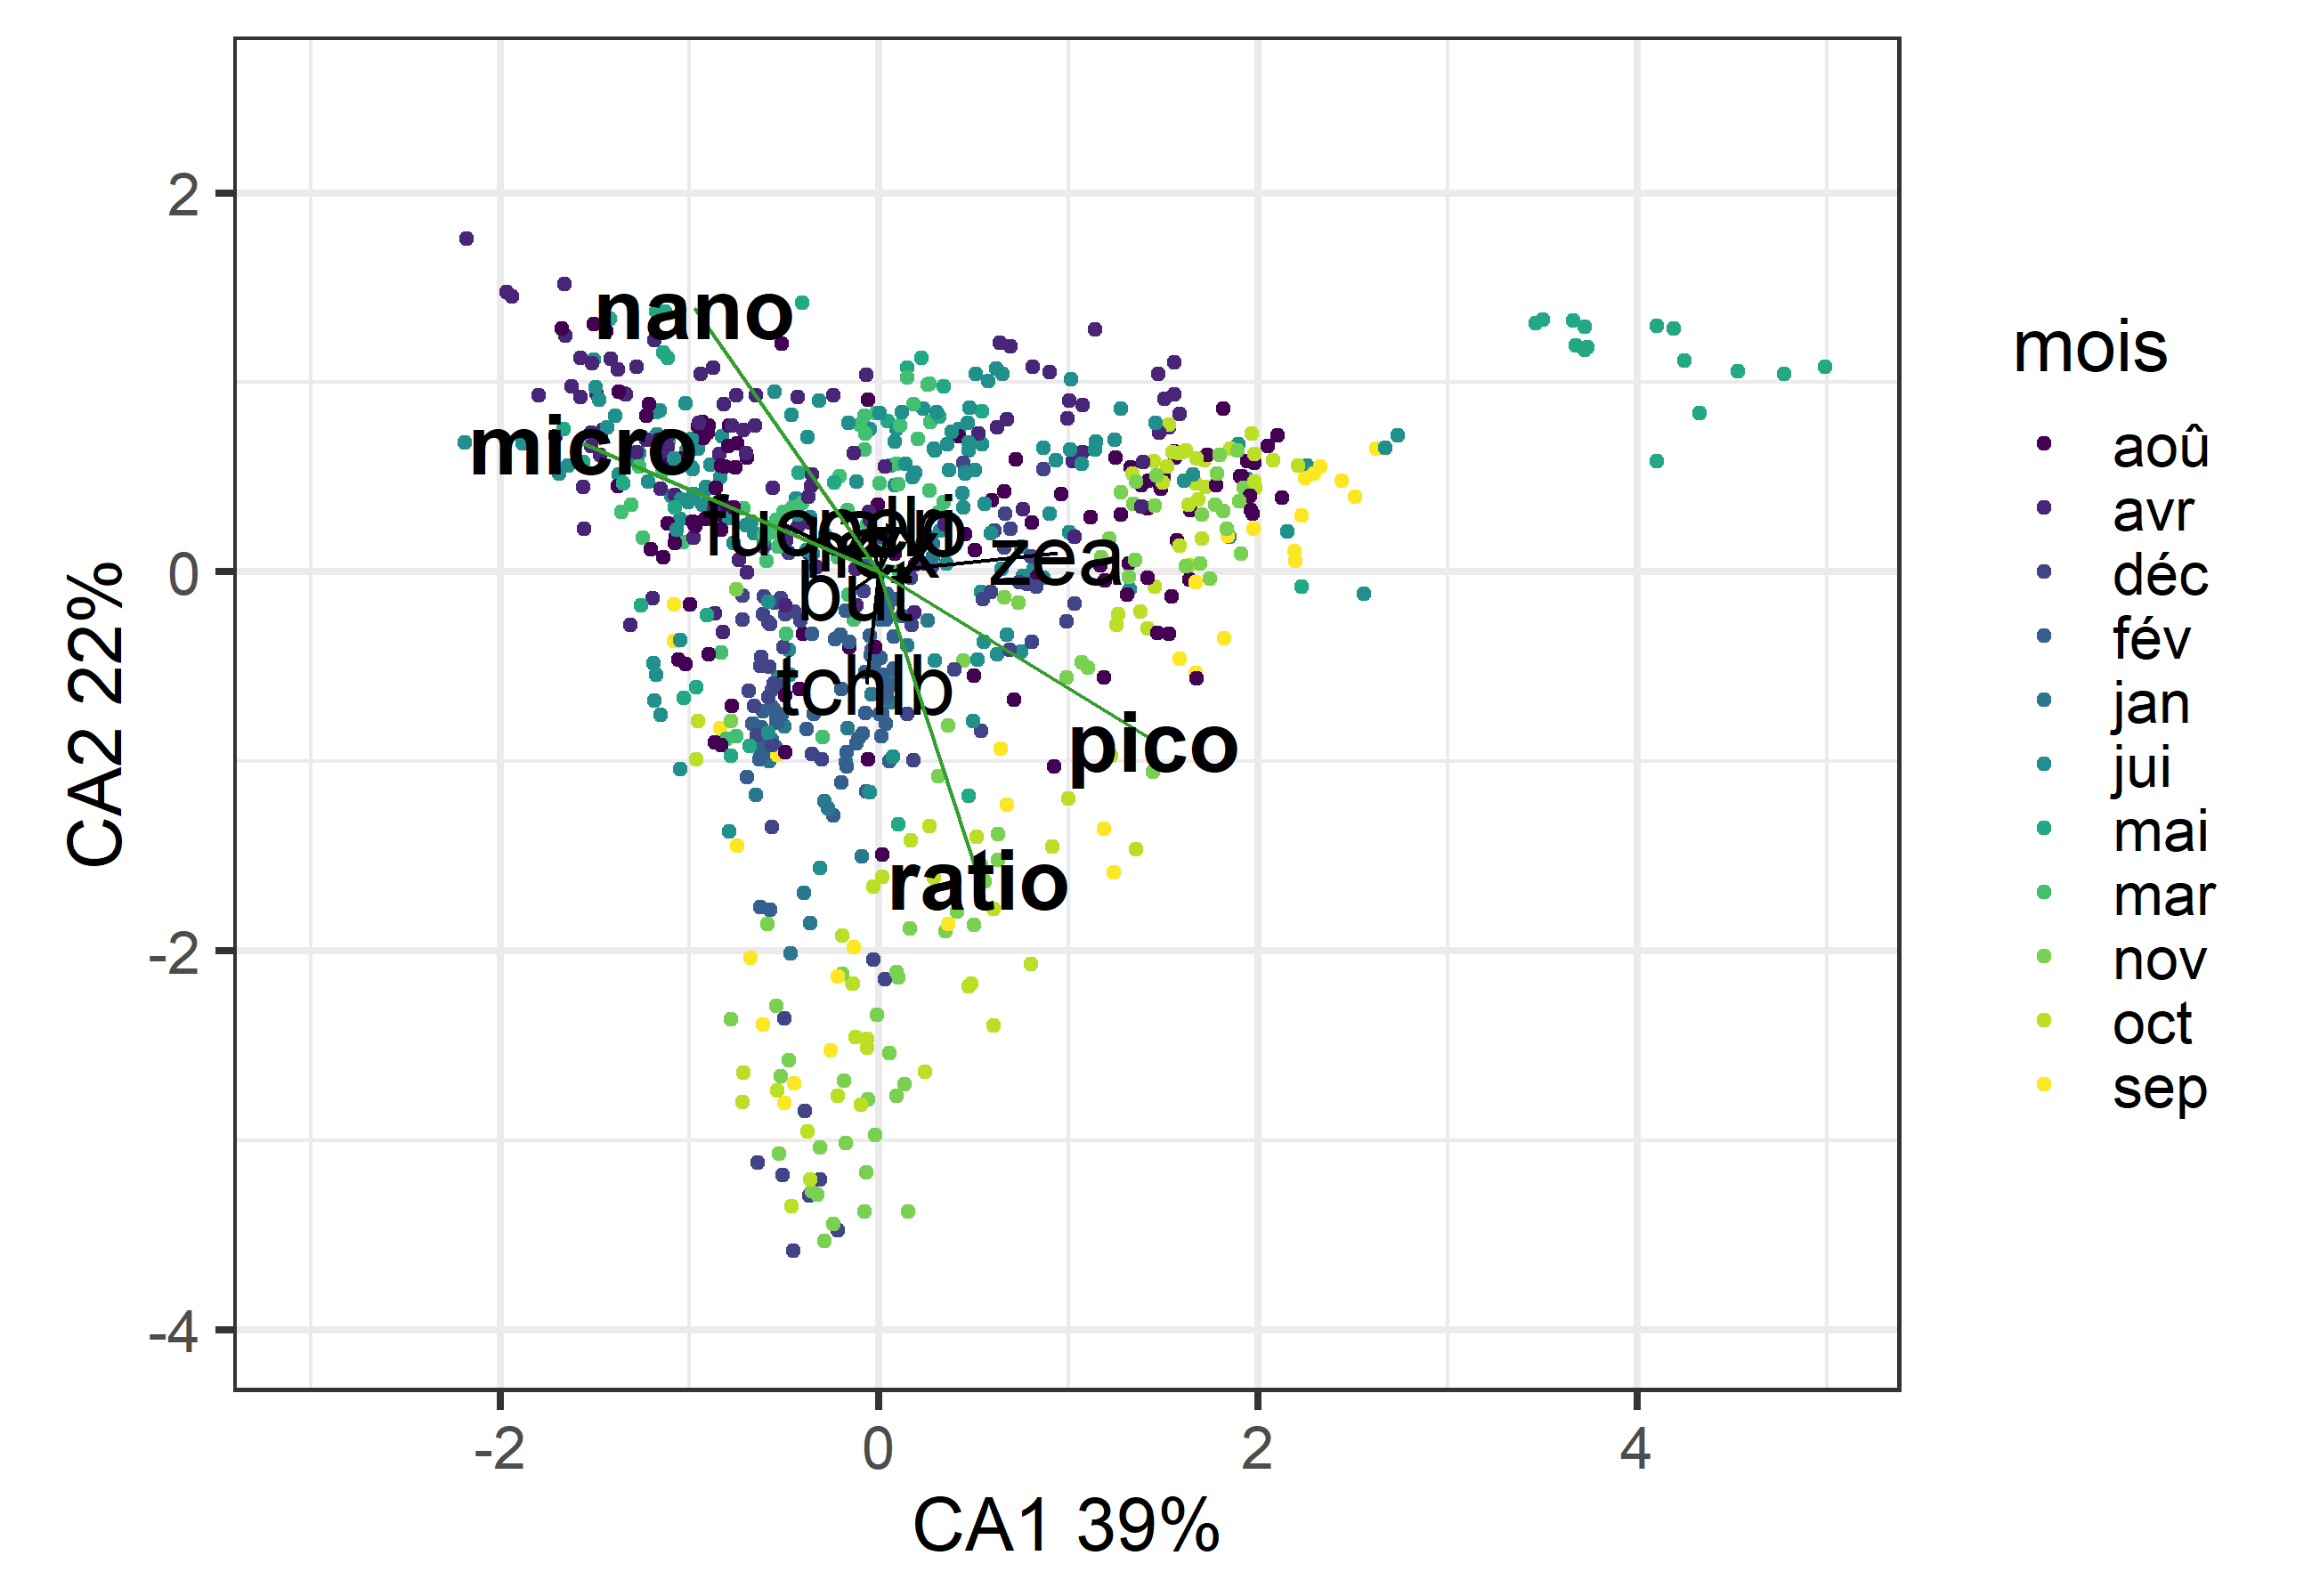 2
0
-2
-4
CA2 22%
nano
micro
fuco
zea
but
tchlb
pico
ratio
-2
0
2
4
CA1 39%
mois
aoû
avr
déc
fév
jan
jui
mai
mar
nov
oct
sep